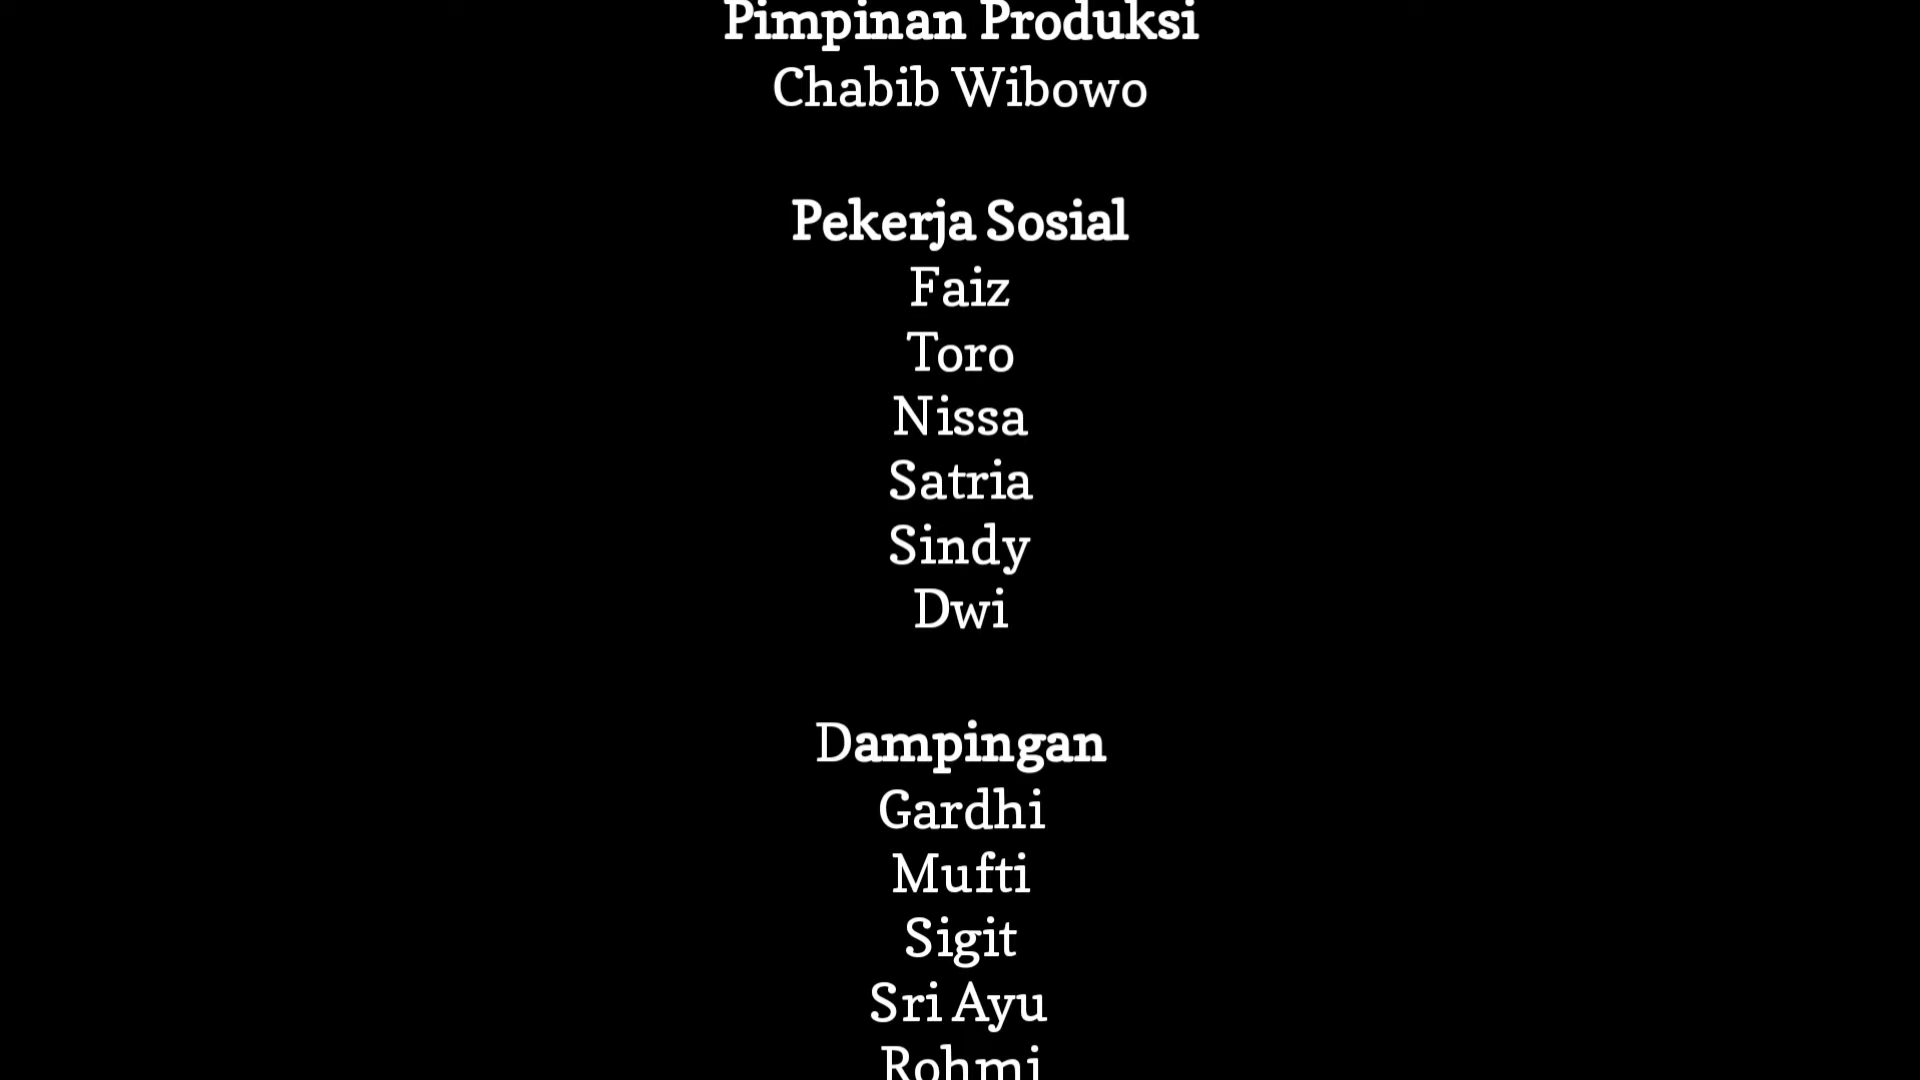 Pimpinan Produksi
Chabib Wibowo
Pekerja Sosial
Faiz
Toro
Nissa
Satria
Sindy
Dwi
Dampingan
Gardhi
Mufti
Sigit
Sri Ayu
Rohmi